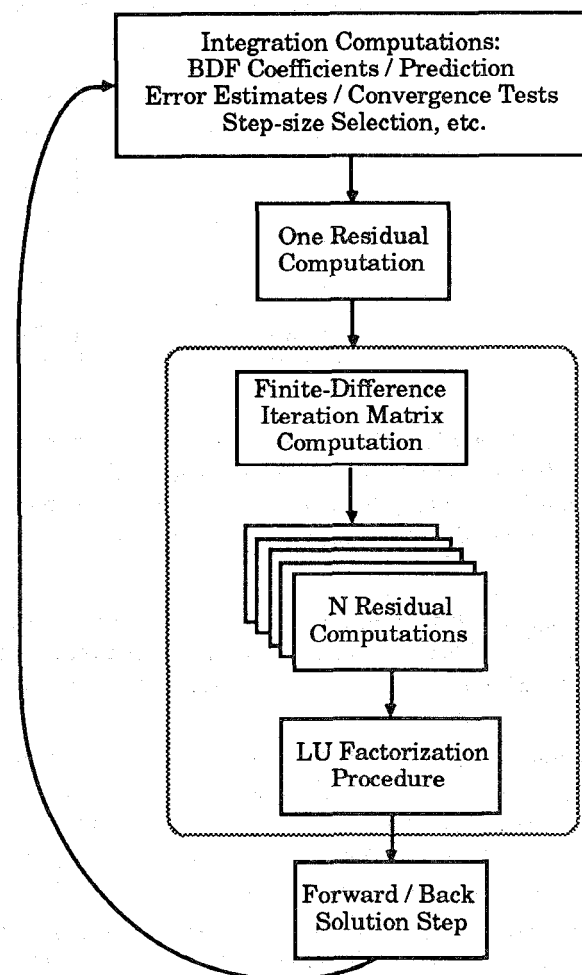 Integration Computations:
BDF Coefficients / Prediction
Error Estimates / Convergence Tests
Step-size Selection, etc.
One Residual
Computation
Finite-Difference
Iteration Matrix
Computation
N Residual
Computations
LU Factorization
Procedure
Forward / Back
Solution Step